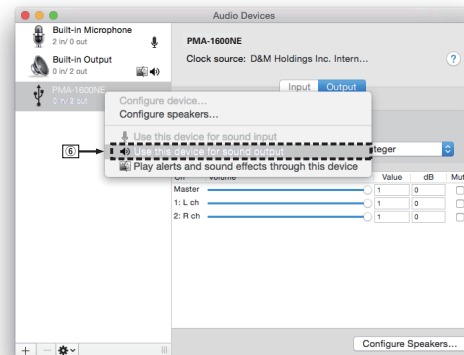 Audio Devices
Built-in Microphone
2 in/ 0 out
Built-in Output
0 in/ 2 out
PMA-1600NE
0 in/ 2 out
PMA-1600NE
Clock source: D&M Holdings Inc. Intern...
?
Input Output
Configure device...
Configure speakers...
Use this device for sound input
6 Use this device for sound output
Play alerts and sound effects through this device
teger
Ch Volume Value dB Mut
Master 1 0
1: L ch 1 0
2: R ch 1 0
Configure Speakers...